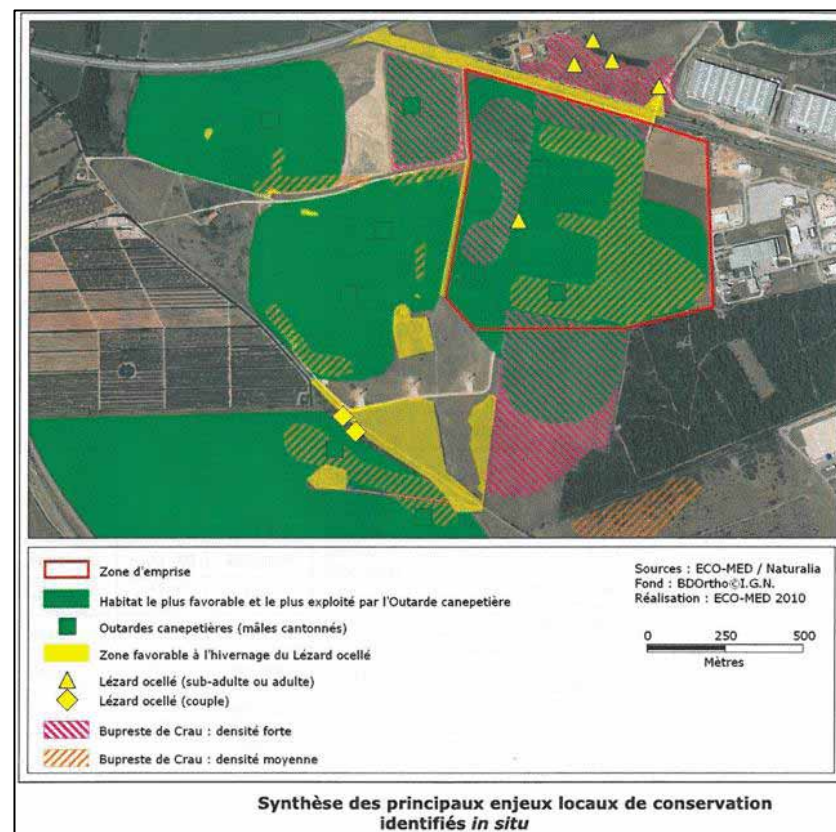 Zone d'emprise
Habitat le plus favorable et le plus exploité par l'Outarde canepetière
Outardes canepetières (mâles cantonnés)
Zone favorable à l'hivernage du Lézard ocellé
Lézard ocellé (sub-adulte ou adulte)
Lézard ocellé (couple)
Bupreste de Crau : densité forte
Bupreste de Crau : densité moyenne
Sources : ECO-MED / Naturalia
Fond : BDOrtho©I.G.N.
Réalisation : ECO-MED 2010
0 250 500
Mètres
Synthèse des principaux enjeux locaux de conservation
identifiés in situ